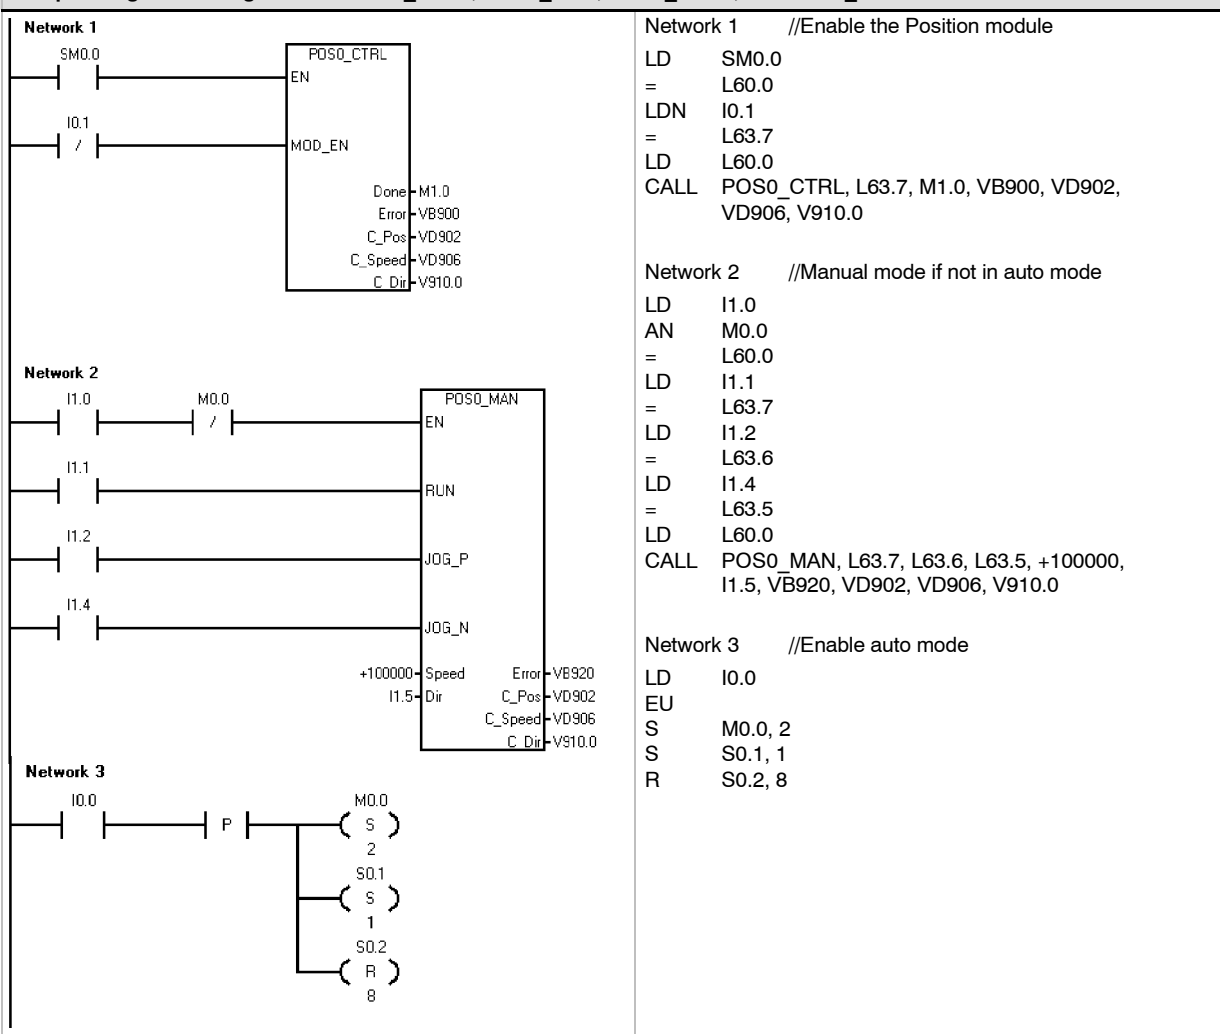 Network 1
SM0.0
POS0_CTRL
EN
I0.1
/
MOD_EN
Done M1.0
Error VB900
C_Pos VD902
C_Speed VD906
C_Dir V910.0
Network 2
I1.0 M0.0 POS0_MAN
/ EN
I1.1
RUN
I1.2
JOG_P
I1.4
JOG_N
+100000 Speed Error VB920
I1.5 Dir C_Pos VD902
C_Speed VD906
C_Dir V910.0
Network 3
I0.0 M0.0
P S
2
S0.1
S
1
S0.2
R
8
Network 1 //Enable the Position module
LD SM0.0
= L60.0
LDN I0.1
= L63.7
LD L60.0
CALL POS0_CTRL, L63.7, M1.0, VB900, VD902,
VD906, V910.0
Network 2 //Manual mode if not in auto mode
LD I1.0
AN M0.0
= L60.0
LD I1.1
= L63.7
LD I1.2
= L63.6
LD I1.4
= L63.5
LD L60.0
CALL POS0_MAN, L63.7, L63.6, L63.5, +100000,
I1.5, VB920, VD902, VD906, V910.0
Network 3 //Enable auto mode
LD I0.0
EU
S M0.0, 2
S S0.1, 1
R S0.2, 8